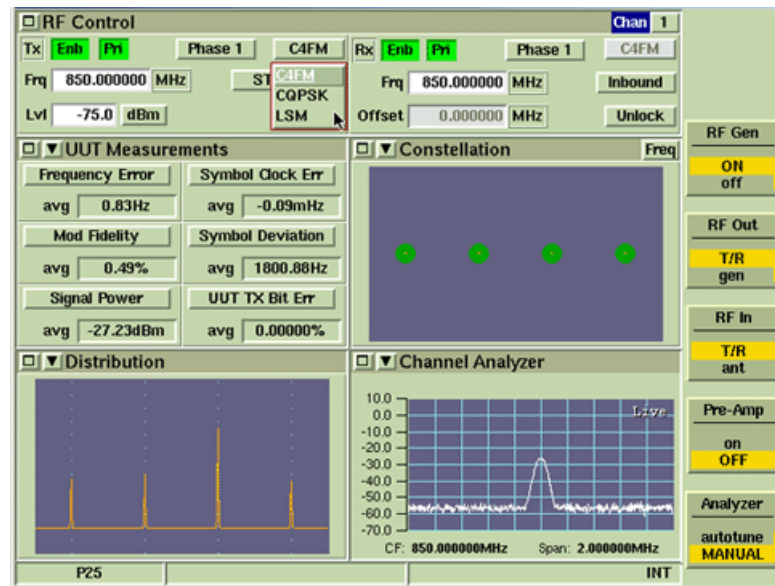 RF Control
Chan 1
Tx Enb Pri Phase 1 C4FM
Rx Enb Pri Phase 1 C4FM
Frq 850.000000 MHz ST
Frq 850.000000 MHz Inbound
C4FM
CQPSK
LSM
Lvl -75.0 dBm
Offset 0.000000 MHz Unlock
UUT Measurements
Frequency Error
Symbol Clock Err
avg 0.83Hz
avg -0.09mHz
Mod Fidelity
Symbol Deviation
avg 0.49%
avg 1800.88Hz
Signal Power
UUT TX Bit Err
avg -27.23dBm
avg 0.00000%
Constellation
Freq
Distribution
Channel Analyzer
Live
10.0
0.0
-10.0
-20.0
-30.0
-40.0
-50.0
-60.0
-70.0
CF: 850.000000MHz Span: 2.000000MHz
P25
INT
RF Gen
ON
off
RF Out
T/R
gen
RF In
T/R
ant
Pre-Amp
on
OFF
Analyzer
autotune
MANUAL